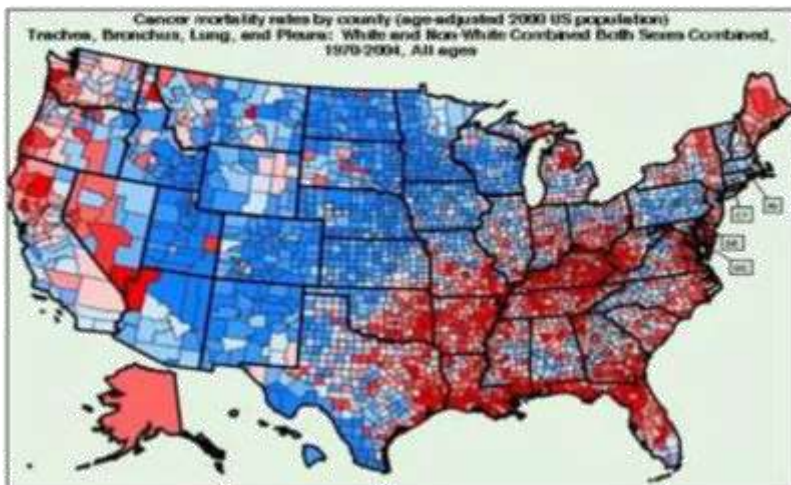 Cancer mortality rates by county (age-adjusted 2000 US population)
Trachea, Bronchus, Lung, and Pleura: White and Non-White Combined Both Sexes Combined,
1970-2004, All ages
CT